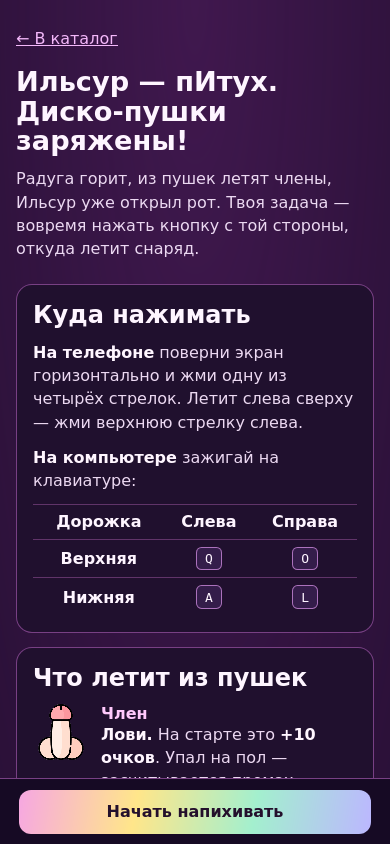 ← В каталог
Ильсур — пИтух.
Диско-пушки
заряжены!
Радуга горит, из пушек летят члены,
Ильсур уже открыл рот. Твоя задача —
вовремя нажать кнопку с той стороны,
откуда летит снаряд.
Куда нажимать
На телефоне поверни экран
горизонтально и жми одну из
четырёх стрелок. Летит слева сверху
— жми верхнюю стрелку слева.
На компьютере зажигай на
клавиатуре:
Дорожка Слева Справа
Верхняя Q O
Нижняя A L
Что летит из пушек
Член
Лови. На старте это +10
очков. Упал на пол —
Начать напихивать